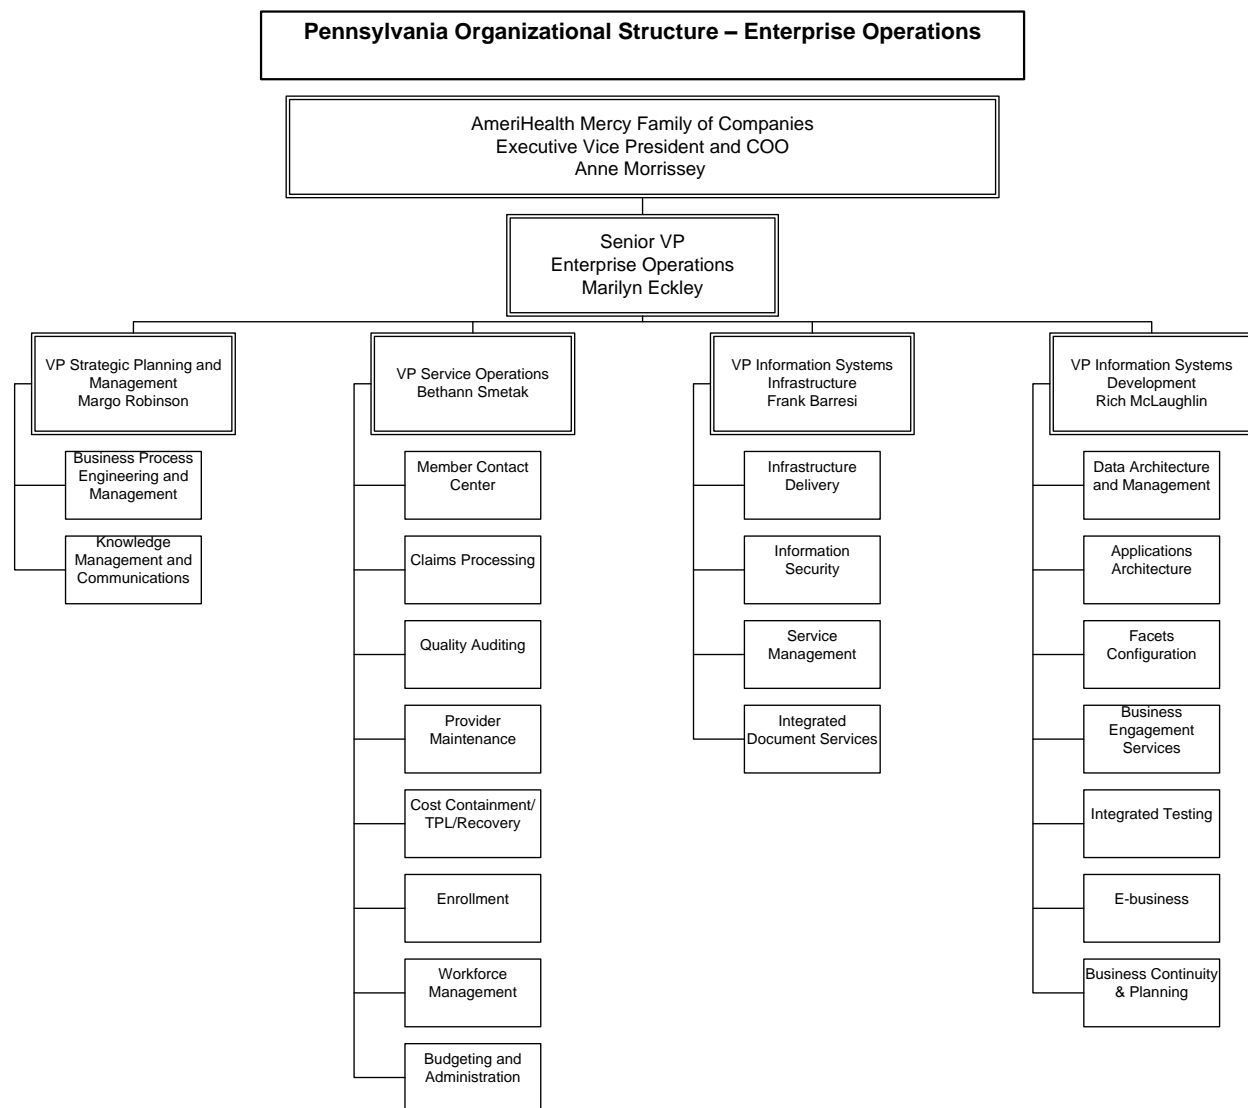 Pennsylvania Organizational Structure – Enterprise Operations
AmeriHealth Mercy Family of Companies
Executive Vice President and COO
Anne Morrissey
Senior VP
Enterprise Operations
Marilyn Eckley
VP Strategic Planning and
Management
Margo Robinson
Business Process
Engineering and
Management
Knowledge
Management and
Communications
VP Service Operations
Bethann Smetak
Member Contact
Center
Claims Processing
Quality Auditing
Provider
Maintenance
Cost Containment/
TPL/Recovery
Enrollment
Workforce
Management
Budgeting and
Administration
VP Information Systems
Infrastructure
Frank Barresi
Infrastructure
Delivery
Information
Security
Service
Management
Integrated
Document Services
VP Information Systems
Development
Rich McLaughlin
Data Architecture
and Management
Applications
Architecture
Facets
Configuration
Business
Engagement
Services
Integrated Testing
E-business
Business Continuity
& Planning